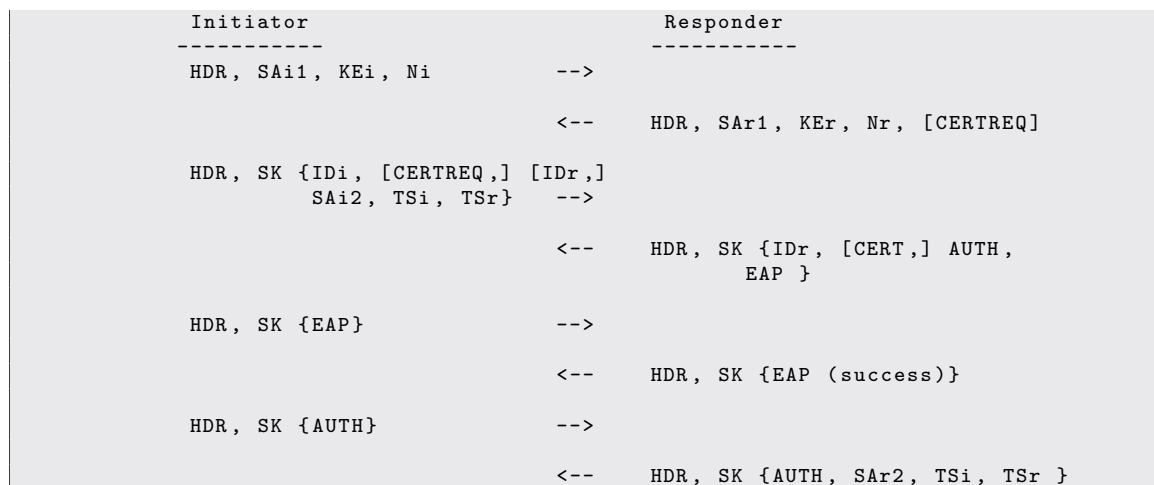 Initiator Responder
----------- -----------
HDR, SAi1, KEi, Ni -->
<-- HDR, SAr1, KEr, Nr, [CERTREQ]
HDR, SK {IDi, [CERTREQ,] [IDr,]
SAi2, TSi, TSr} -->
<-- HDR, SK {IDr, [CERT,] AUTH,
EAP }
HDR, SK {EAP} -->
<-- HDR, SK {EAP (success)}
HDR, SK {AUTH} -->
<-- HDR, SK {AUTH, SAr2, TSi, TSr }